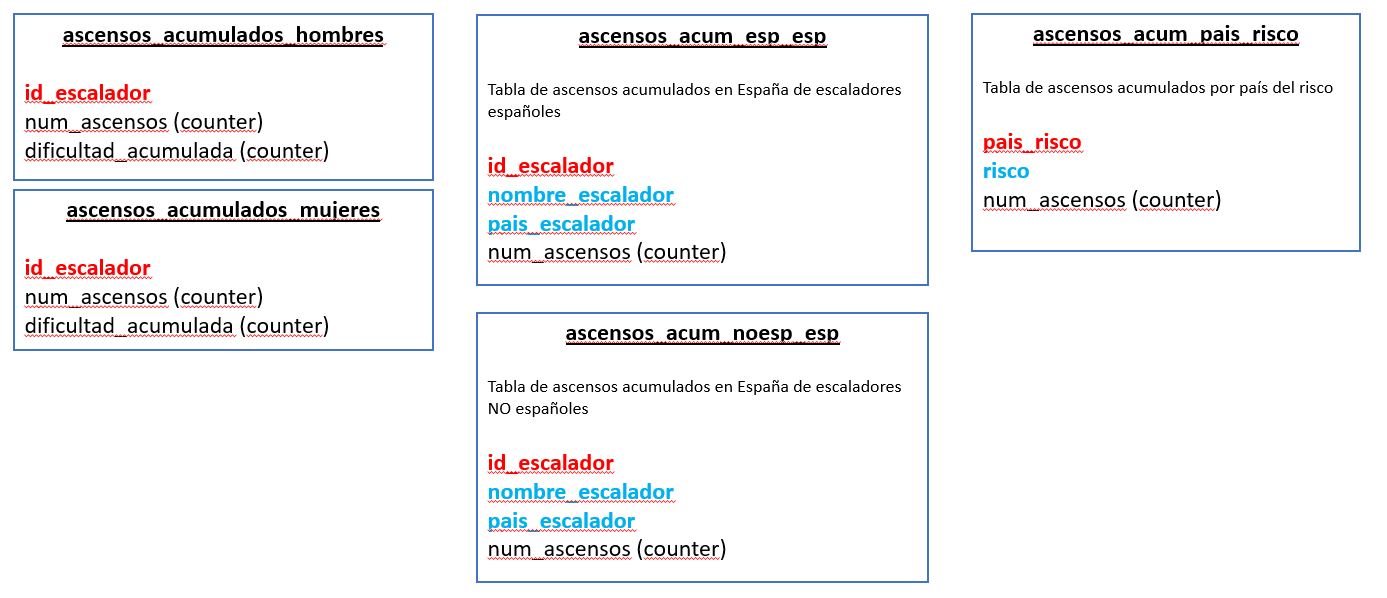 ascensos_acumulados_hombres
id_escalador
num_ascensos (counter)
dificultad_acumulada (counter)
ascensos_acumulados_mujeres
id_escalador
num_ascensos (counter)
dificultad_acumulada (counter)
ascensos_acum_esp_esp
Tabla de ascensos acumulados en España de escaladores
españoles
id_escalador
nombre_escalador
pais_escalador
num_ascensos (counter)
ascensos_acum_noesp_esp
Tabla de ascensos acumulados en España de escaladores
NO españoles
id_escalador
nombre_escalador
pais_escalador
num_ascensos (counter)
ascensos_acum_pais_risco
Tabla de ascensos acumulados por país del risco
pais_risco
risco
num_ascensos (counter)